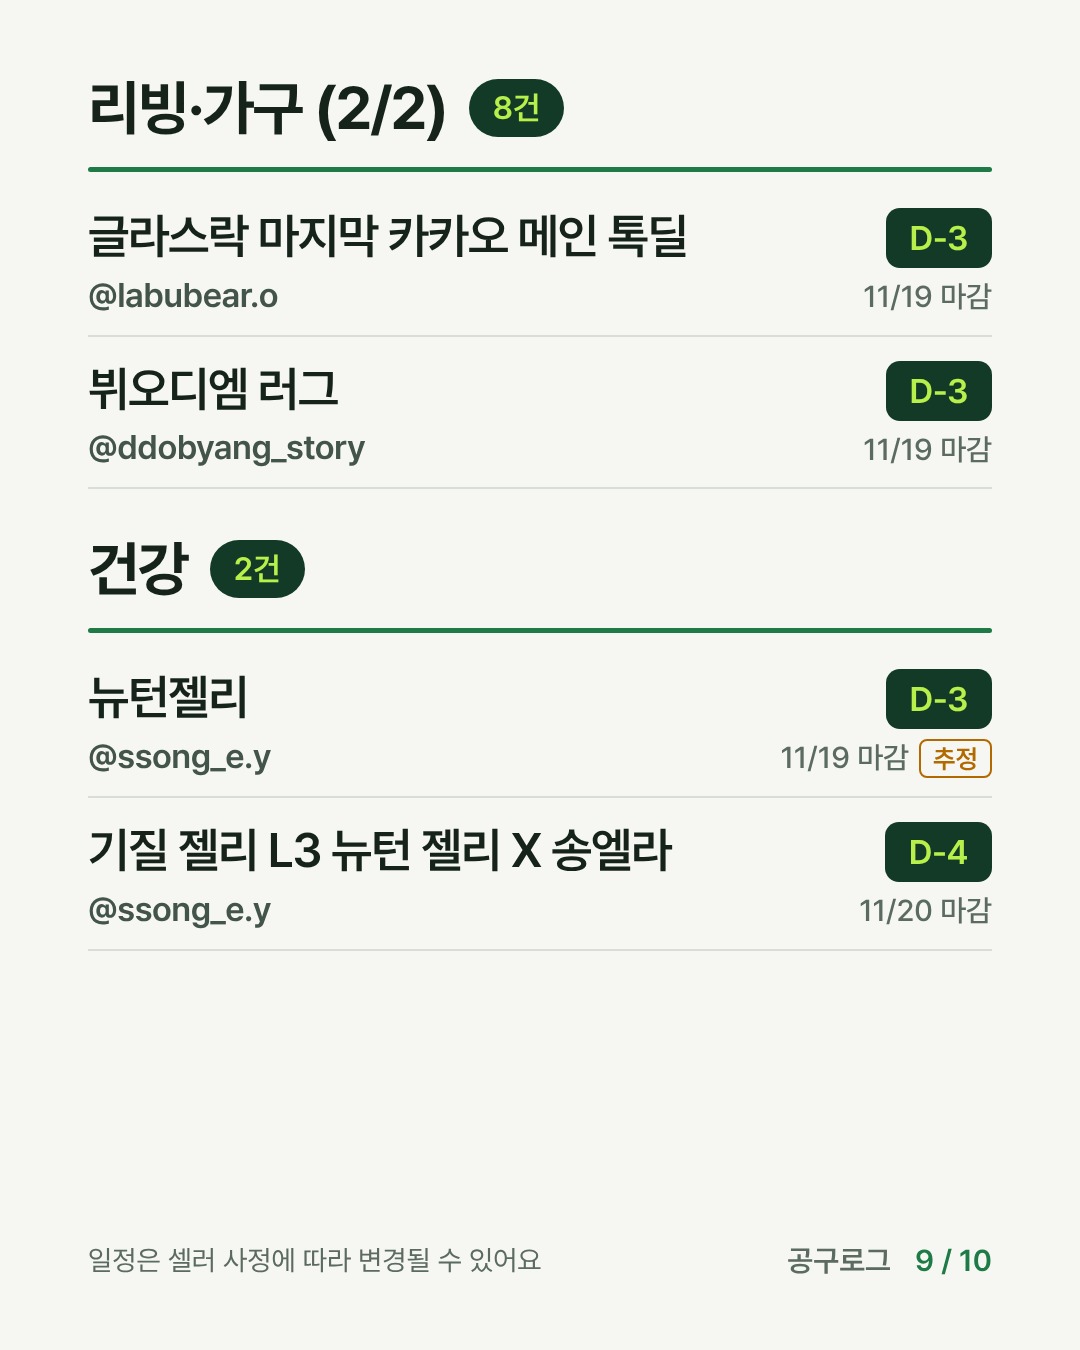 리빙·가구 (2/2) 8건
글라스락 마지막 카카오 메인 톡딜 D-3
@labubear.o 11/19 마감
뷔오디엠 러그 D-3
@ddobyang_story 11/19 마감
건강 2건
뉴턴젤리 D-3
@ssong_e.y 11/19 마감 추정
기질 젤리 L3 뉴턴 젤리 X 송엘라 D-4
@ssong_e.y 11/20 마감
일정은 셀러 사정에 따라 변경될 수 있어요 공구로그 9 / 10